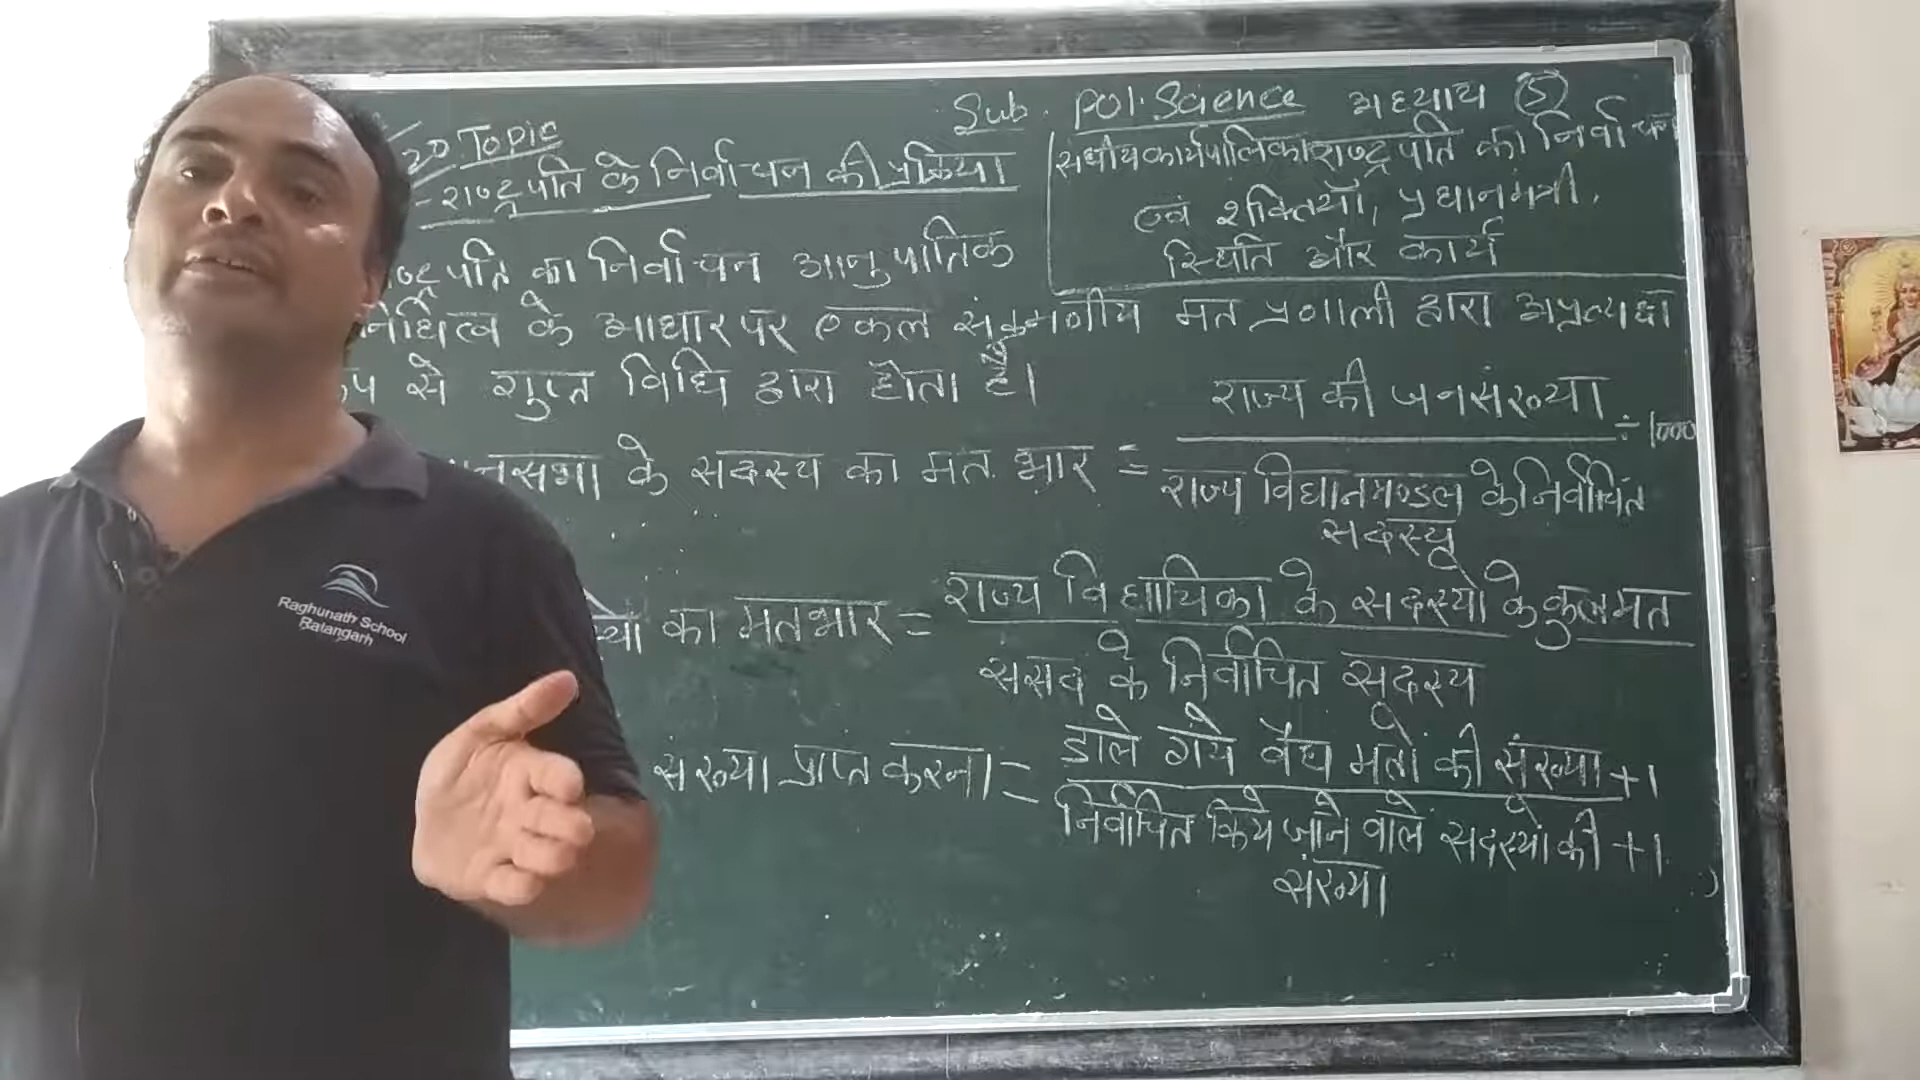 Sub. Pol. Science अध्याय (5)
20. Topic
संघीय कार्यपालिका राष्ट्रपति का निर्वाचन
- राष्ट्रपति के निर्वाचन की प्रक्रिया
एवं शक्तियाँ, प्रधानमंत्री,
स्थिति और कार्य
पति का निर्वाचन आनुपातिक
के आधार पर एकल संक्रमणीय मत प्रणाली द्वारा अप्रत्यक्ष
से गुप्त विधि द्वारा होता है।
के सदस्य का मत भार = राज्य की जनसंख्या ÷ 1000
राज्य विधानमण्डल के निर्वाचित
सदस्य
का मतभार = राज्य विधायिका के सदस्यो के कुल मत
संसद के निर्वाचित सदस्य
संख्या प्राप्त करना = डाले गये वैध मतों की संख्या +1
निर्वाचित किये जाने वाले सदस्यों की +1
संख्या
Raghunath School
Ratangarh